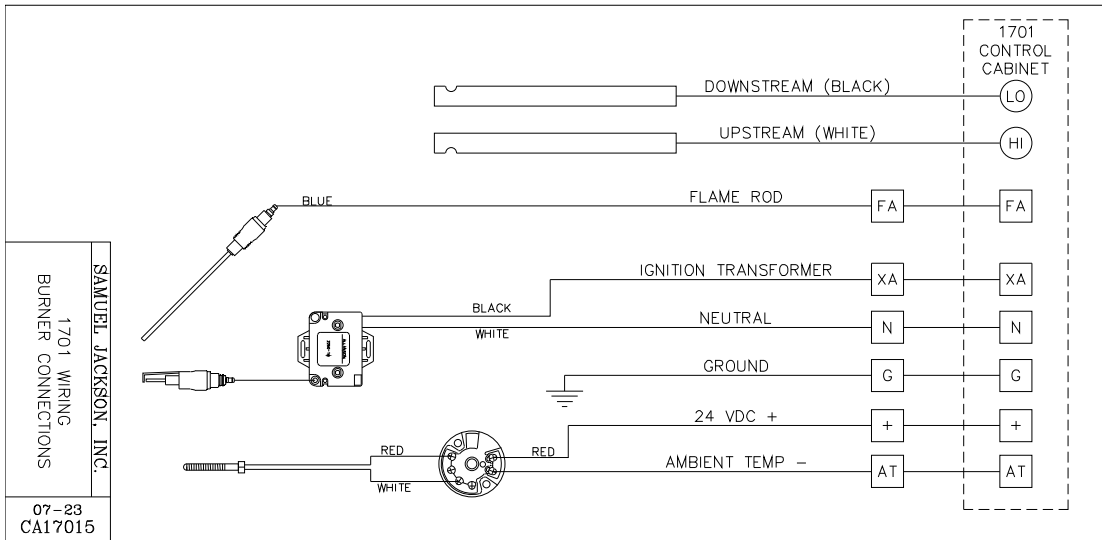 1701
CONTROL
CABINET
DOWNSTREAM (BLACK)
LO
UPSTREAM (WHITE)
HI
BLUE
FLAME ROD
FA
FA
IGNITION TRANSFORMER
XA
XA
BLACK
WHITE
NEUTRAL
N
N
GROUND
G
G
24 VDC +
+
+
RED
RED
WHITE
AMBIENT TEMP -
AT
AT
SAMUEL JACKSON, INC.
1701 WIRING
BURNER CONNECTIONS
07-23
CA17015